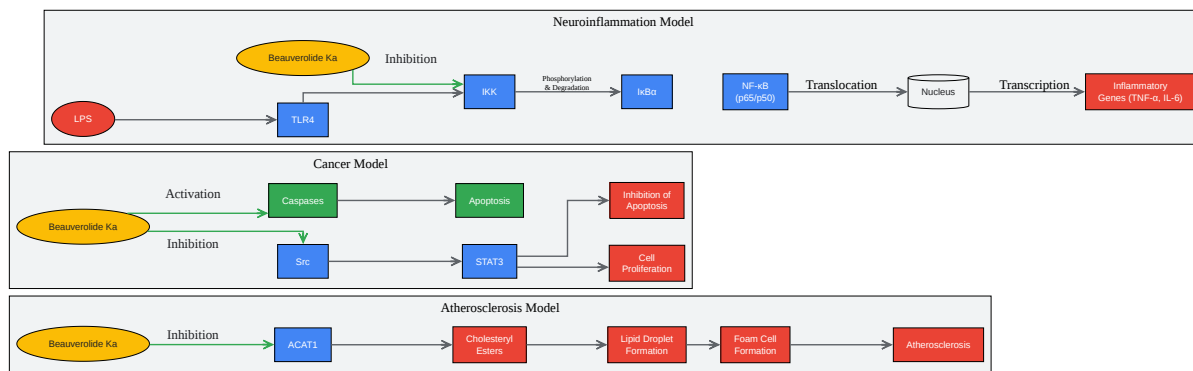 Neuroinflammation Model
Beauverolide Ka
Inhibition
LPS
TLR4
IKK
Phosphorylation
& Degradation
IκBα
NF-κB
(p65/p50)
Translocation
Nucleus
Transcription
Inflammatory
Genes (TNF-α, IL-6)
Cancer Model
Beauverolide Ka
Activation
Inhibition
Caspases
Apoptosis
Src
STAT3
Inhibition of
Apoptosis
Cell
Proliferation
Atherosclerosis Model
Beauverolide Ka
Inhibition
ACAT1
Cholesteryl
Esters
Lipid Droplet
Formation
Foam Cell
Formation
Atherosclerosis